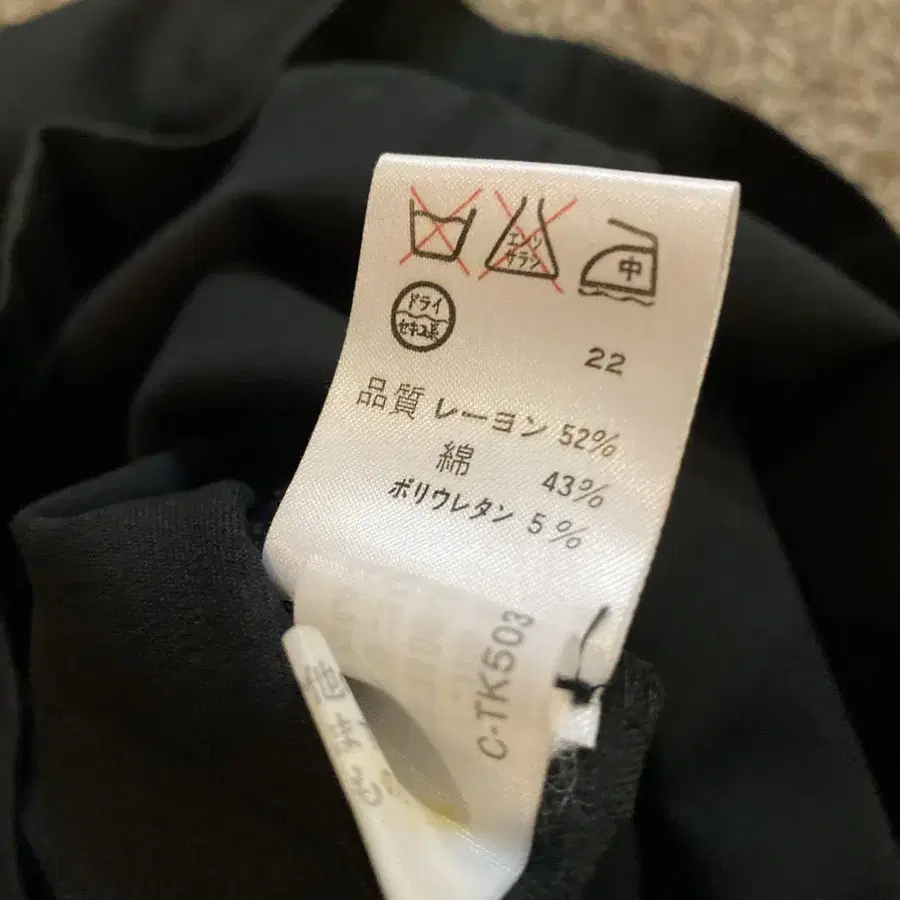 エンソ
サラシ
中
ドライ
セキユ系
22
品質 レーヨン 52%
綿 43%
ポリウレタン 5%
C-TK503